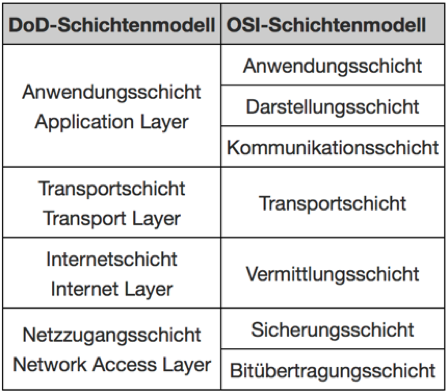 DoD-Schichtenmodell OSI-Schichtenmodell
Anwendungsschicht
Application Layer
Anwendungsschicht
Darstellungsschicht
Kommunikationsschicht
Transportschicht
Transport Layer
Transportschicht
Internetschicht
Internet Layer
Vermittlungsschicht
Netzzugangsschicht
Network Access Layer
Sicherungsschicht
Bitübertragungsschicht